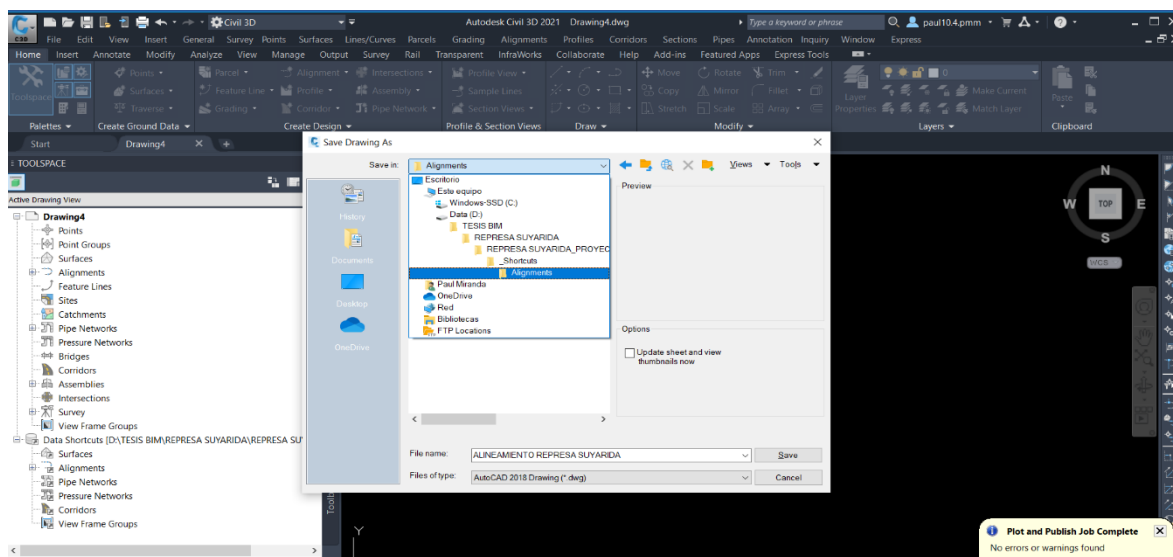 Civil 3D
Autodesk Civil 3D 2021 Drawing4.dwg
Type a keyword or phrase
paul10.4.pmm
C3D
File Edit View Insert General Survey Points Surfaces Lines/Curves Parcels Grading Alignments Profiles Corridors Sections Pipes Annotation Inquiry Window Express
Home Insert Annotate Modify Analyze View Manage Output Survey Rail Transparent InfraWorks Collaborate Help Add-ins Featured Apps Express Tools
Points Parcel Alignment Intersections Profile View Move Rotate Trim 0
Toolspace Surfaces Feature Line Profile Assembly Sample Lines Copy Mirror Fillet Layer Properties Make Current Paste
Traverse Grading Corridor Pipe Network Section Views Stretch Scale Array Match Layer
Palettes Create Ground Data Create Design Profile & Section Views Draw Modify Layers Clipboard
Start Drawing4
TOOLSPACE
Active Drawing View
Drawing4
Points
Point Groups
Surfaces
Alignments
Feature Lines
Sites
Catchments
Pipe Networks
Pressure Networks
Bridges
Corridors
Assemblies
Intersections
Survey
View Frame Groups
Data Shortcuts [D:\TESIS BIM\REPRESA SUYARIDA\REPRESA SU
Surfaces
Alignments
Pipe Networks
Pressure Networks
Corridors
View Frame Groups
Save Drawing As
Save in: Alignments
Views Tools
History
Documents
Desktop
OneDrive
Escritorio
Este equipo
Windows-SSD (C:)
Data (D:)
TESIS BIM
REPRESA SUYARIDA
REPRESA SUYARIDA_PROYEC
_Shortcuts
Alignments
Paul Miranda
OneDrive
Red
Bibliotecas
FTP Locations
Preview
Options
Update sheet and view
thumbnails now
File name: ALINEAMIENTO REPRESA SUYARIDA
Save
Files of type: AutoCAD 2018 Drawing (*.dwg)
Cancel
N
W TOP E
S
WCS
Y
Plot and Publish Job Complete
No errors or warnings found